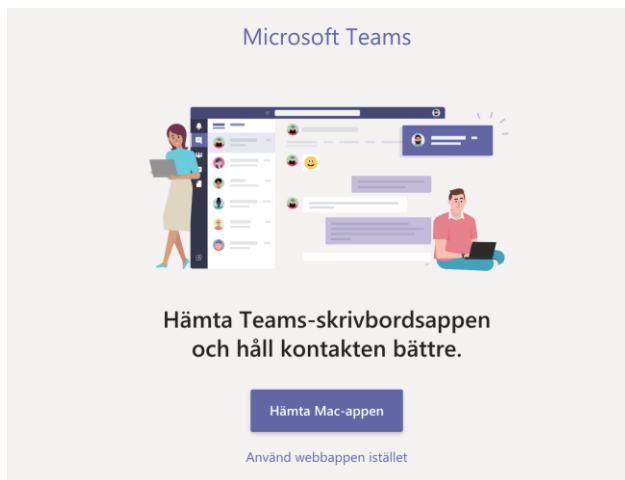 Microsoft Teams
Hämta Teams-skrivbordsappen
och håll kontakten bättre.
Hämta Mac-appen
Använd webbappen istället